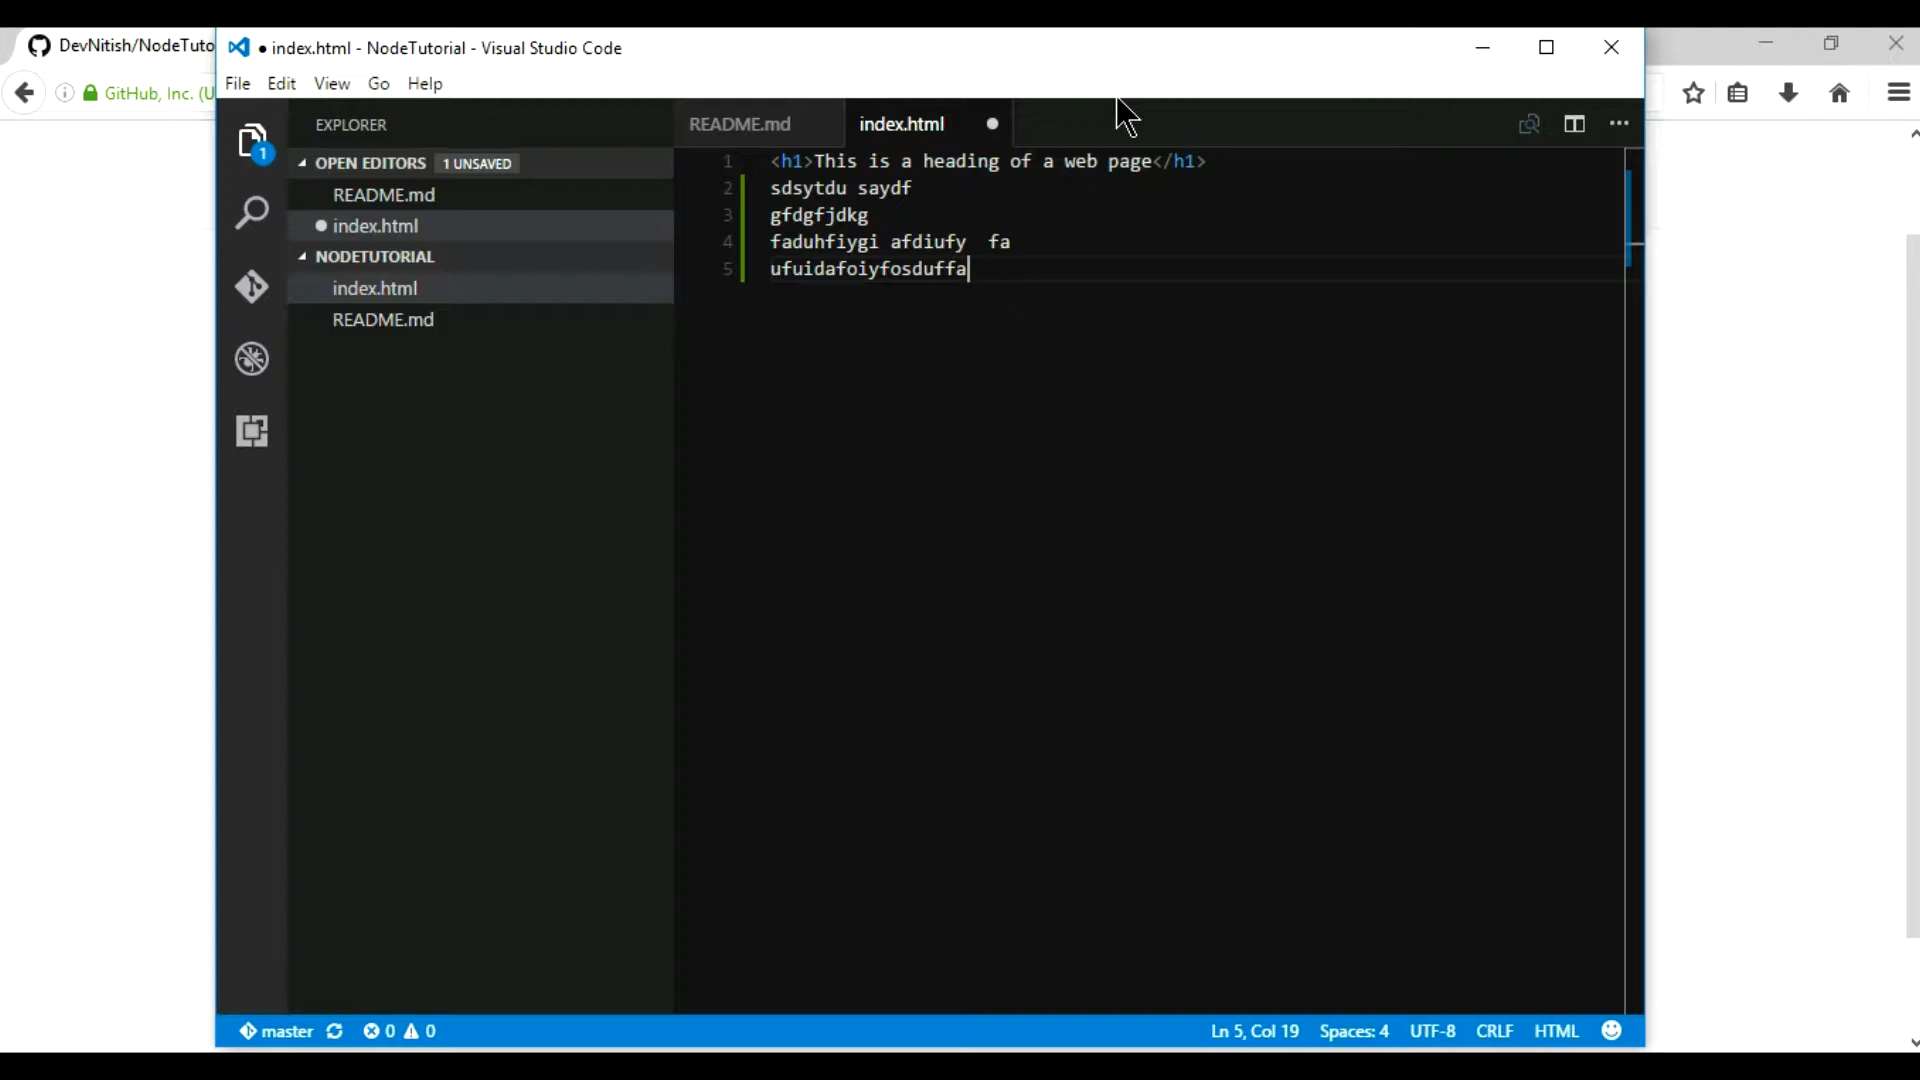 DevNitish/NodeTuto
● index.html - NodeTutorial - Visual Studio Code
GitHub, Inc. (U
File Edit View Go Help
EXPLORER
README.md index.html
1
OPEN EDITORS 1 UNSAVED
README.md
index.html
NODETUTORIAL
index.html
README.md
1 <h1>This is a heading of a web page</h1>
2 sdsytdu saydf
3 gfdgfjdkg
4 faduhfiygi afdiufy  fa
5 ufuidafoiyfosduffa
master 0 0 Ln 5, Col 19 Spaces: 4 UTF-8 CRLF HTML